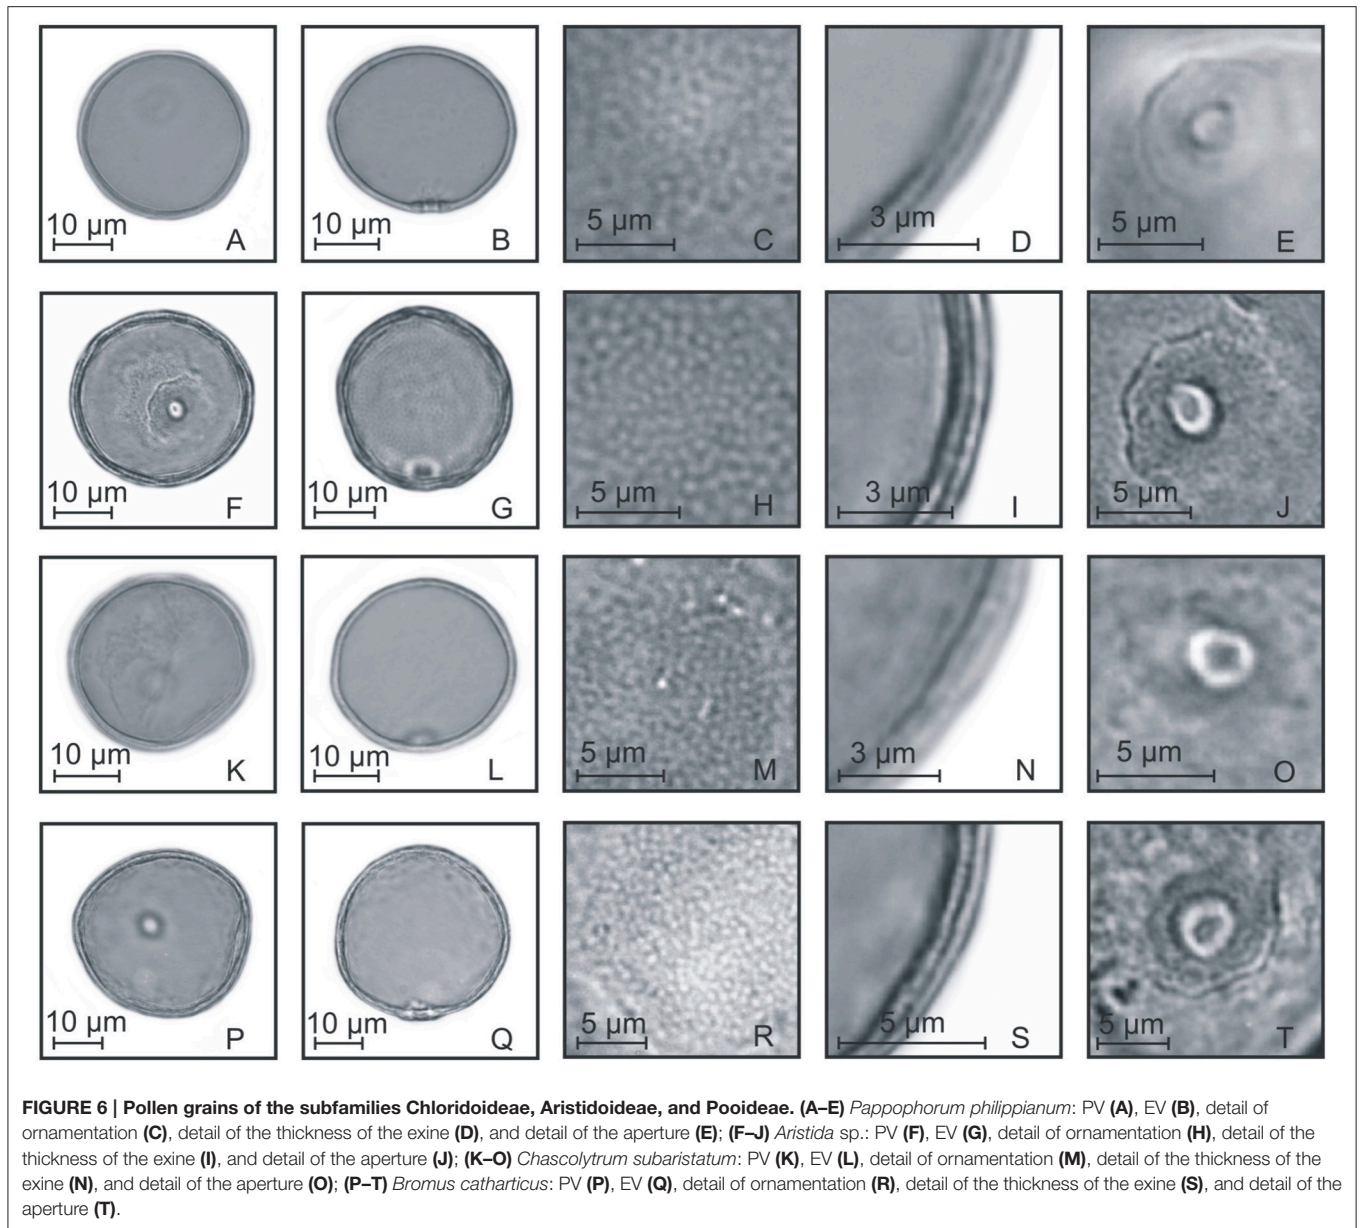 10 μm A
10 μm B
5 μm C
3 μm D
5 μm E
10 μm F
10 μm G
5 μm H
3 μm I
5 μm J
10 μm K
10 μm L
5 μm M
3 μm N
5 μm O
10 μm P
10 μm Q
5 μm R
5 μm S
5 μm T
FIGURE 6 | Pollen grains of the subfamilies Chloridoideae, Aristidoideae, and Pooideae. (A–E) Pappophorum philippianum: PV (A), EV (B), detail of
ornamentation (C), detail of the thickness of the exine (D), and detail of the aperture (E); (F–J) Aristida sp.: PV (F), EV (G), detail of ornamentation (H), detail of the
thickness of the exine (I), and detail of the aperture (J); (K–O) Chascolytrum subaristatum: PV (K), EV (L), detail of ornamentation (M), detail of the thickness of the
exine (N), and detail of the aperture (O); (P–T) Bromus catharticus: PV (P), EV (Q), detail of ornamentation (R), detail of the thickness of the exine (S), and detail of the
aperture (T).